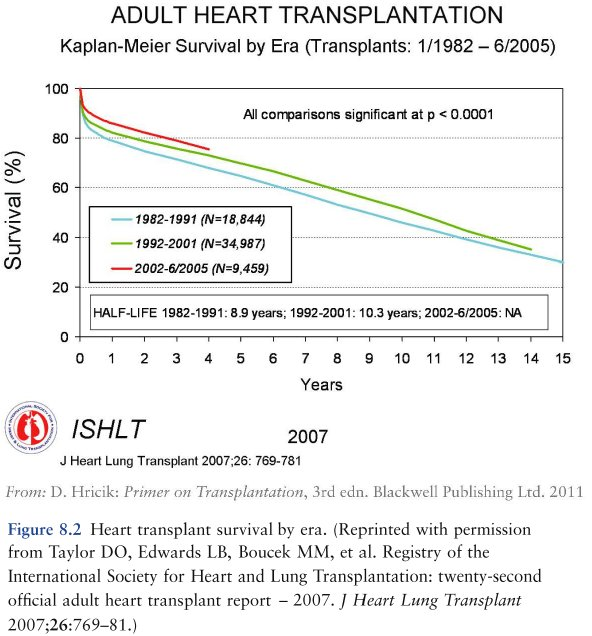 ADULT HEART TRANSPLANTATION
Kaplan-Meier Survival by Era (Transplants: 1/1982 – 6/2005)
All comparisons significant at p < 0.0001
Survival (%)
100
80
60
40
20
0
1982-1991 (N=18,844)
1992-2001 (N=34,987)
2002-6/2005 (N=9,459)
HALF-LIFE 1982-1991: 8.9 years; 1992-2001: 10.3 years; 2002-6/2005: NA
0 1 2 3 4 5 6 7 8 9 10 11 12 13 14 15
Years
ISHLT
2007
J Heart Lung Transplant 2007;26: 769-781
From: D. Hricik: Primer on Transplantation, 3rd edn. Blackwell Publishing Ltd. 2011
Figure 8.2 Heart transplant survival by era. (Reprinted with permission
from Taylor DO, Edwards LB, Boucek MM, et al. Registry of the
International Society for Heart and Lung Transplantation: twenty-second
official adult heart transplant report – 2007. J Heart Lung Transplant
2007;26:769–81.)